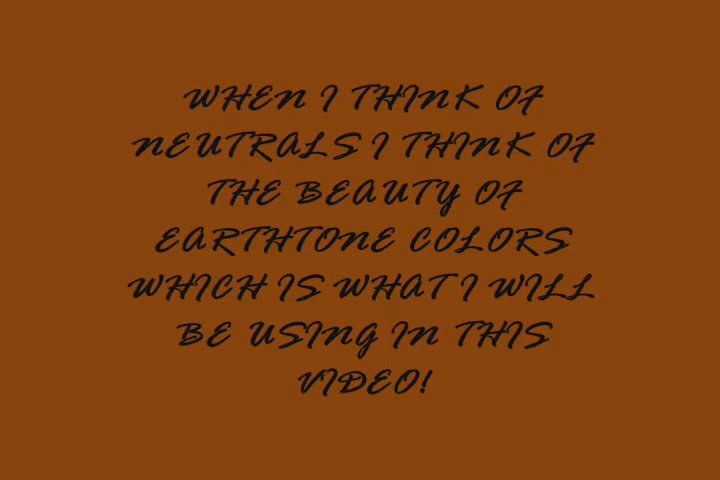 WHEN I THINK OF
NEUTRALS I THINK OF
THE BEAUTY OF
EARTHTONE COLORS
WHICH IS WHAT I WILL
BE USING IN THIS
VIDEO!